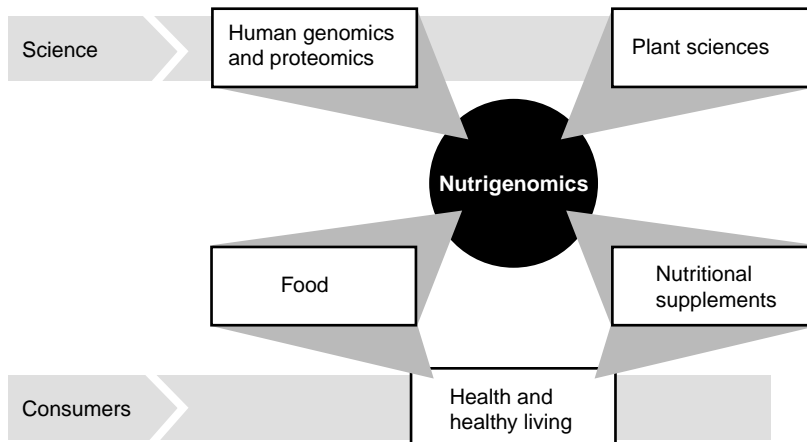 Science
Human genomics
and proteomics
Plant sciences
Nutrigenomics
Food
Nutritional
supplements
Consumers
Health and
healthy living